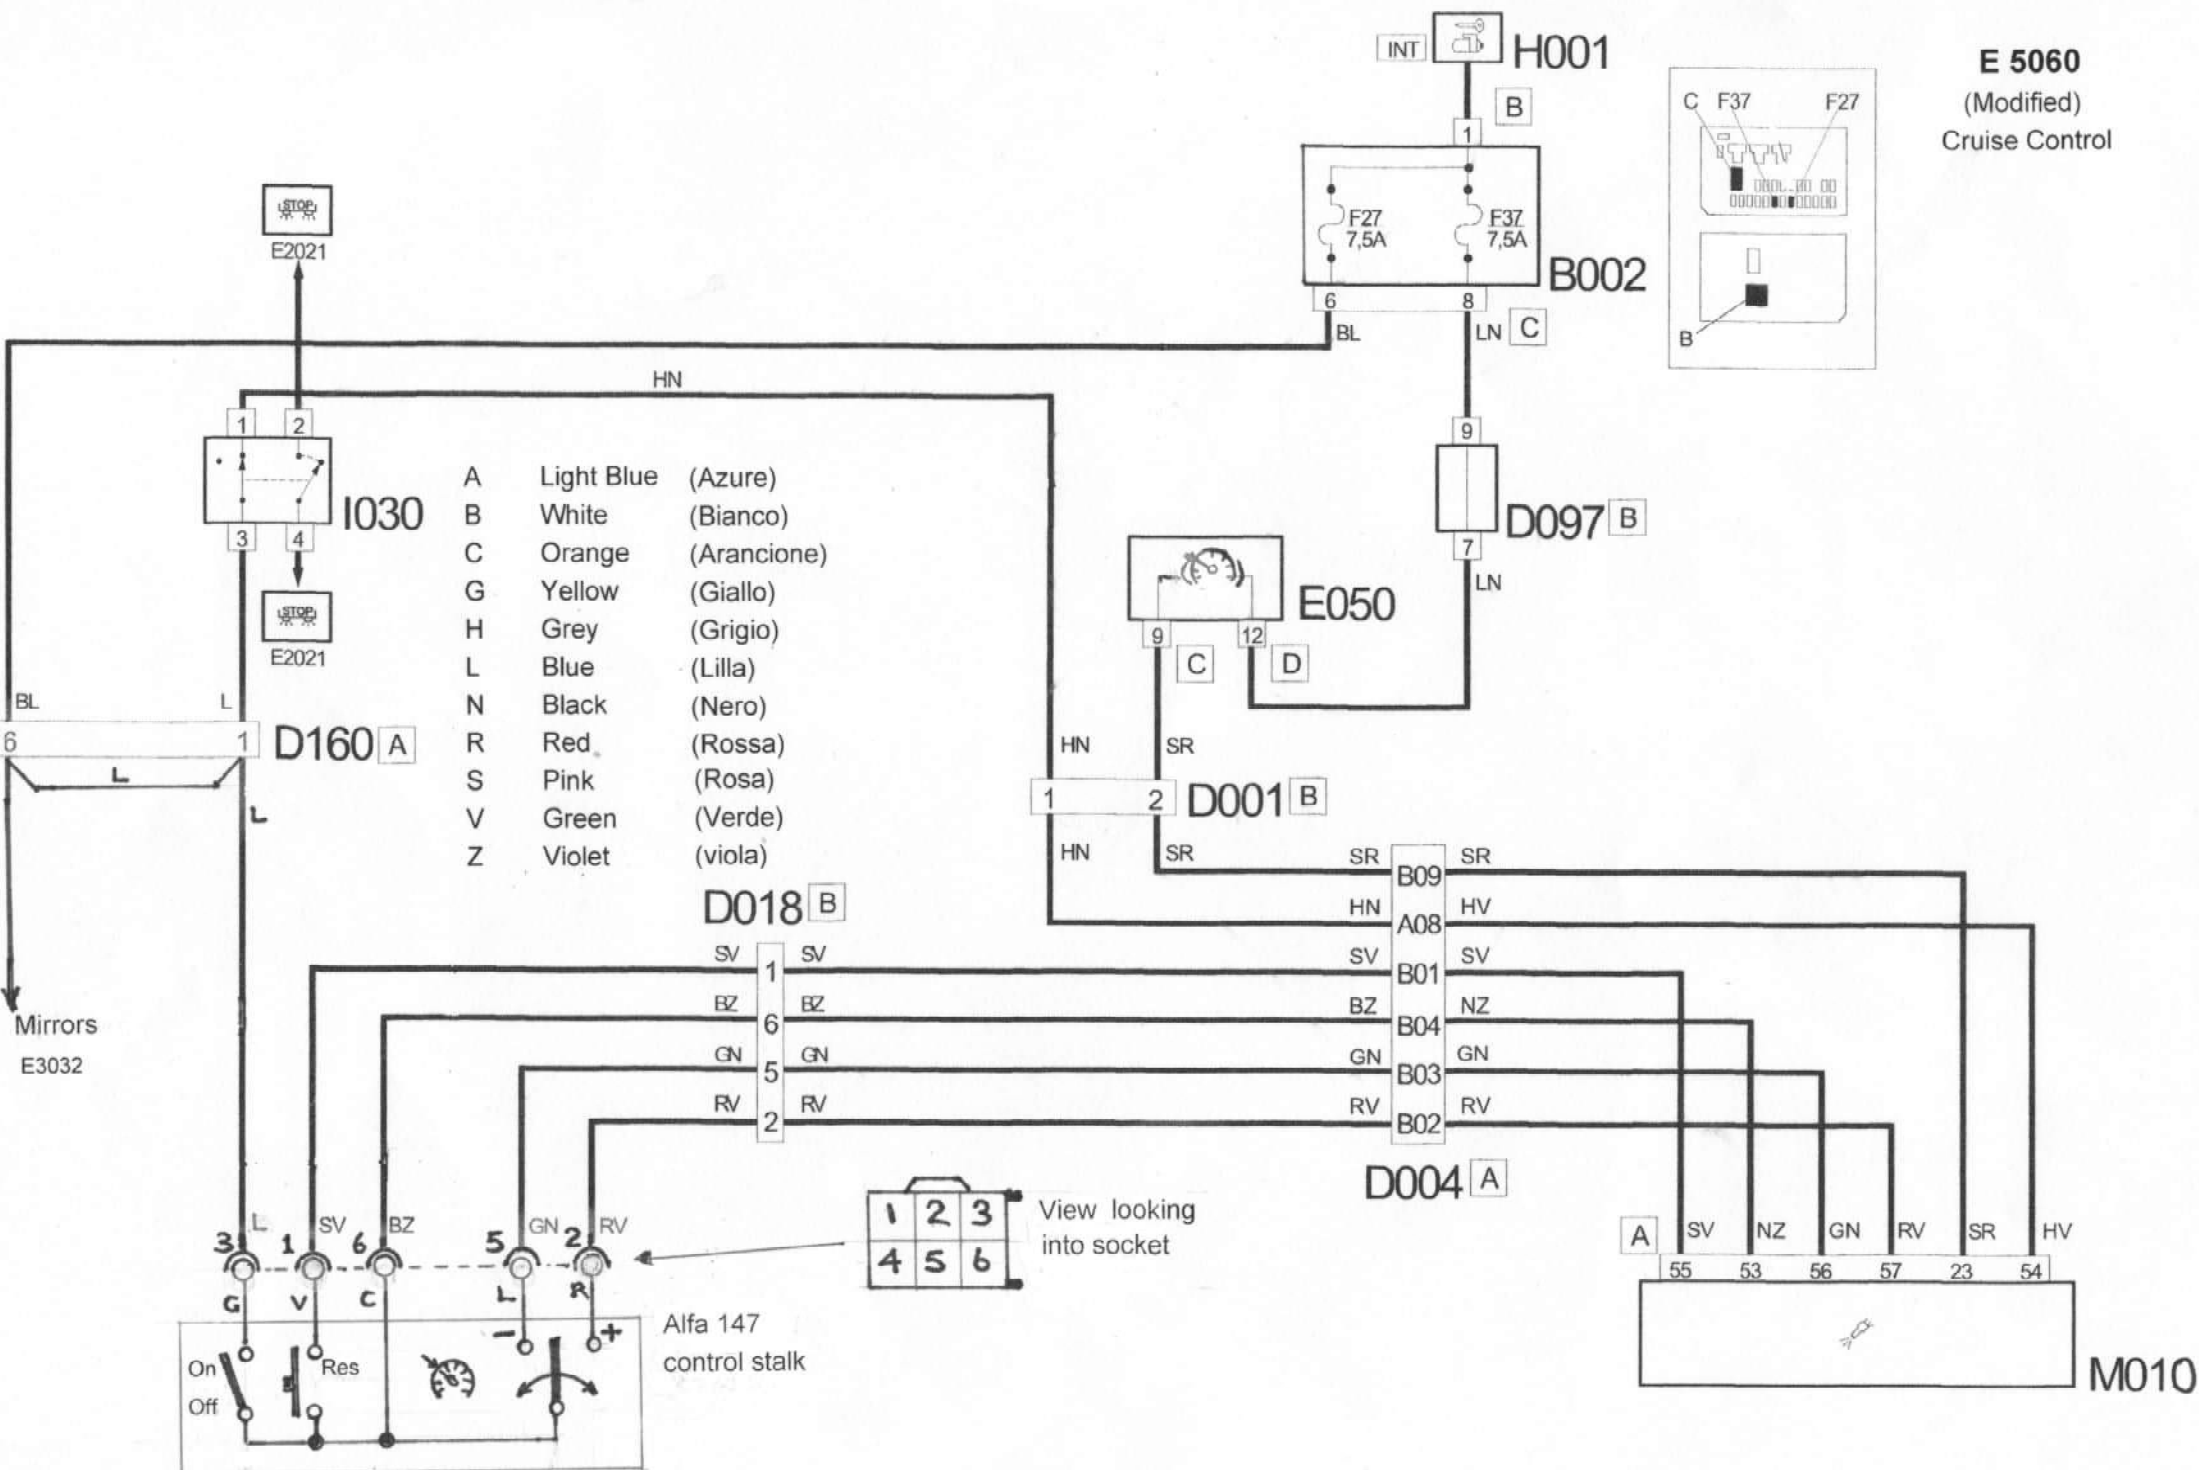 INT
H001
E 5060
(Modified)
Cruise Control
B
1
C F37 F27
B
F27
7,5A
F37
7,5A
B002
6 8
BL
LN C
STOP
E2021
HN
1 2
I030
3 4
STOP
E2021
A Light Blue (Azure)
B White (Bianco)
C Orange (Arancione)
G Yellow (Giallo)
H Grey (Grigio)
L Blue (Lilla)
N Black (Nero)
R Red (Rossa)
S Pink (Rosa)
V Green (Verde)
Z Violet (viola)
9
D097 B
7
LN
E050
9 12
C D
BL L
6 1 D160 A
L
L
HN SR
1 2 D001 B
HN SR
Mirrors
E3032
D018 B
SR B09 SR
HN A08 HV
SV 1 SV SV B01 SV
BZ 6 BZ BZ B04 NZ
GN 5 GN GN B03 GN
RV 2 RV RV B02 RV
D004 A
3 L 1 SV 6 BZ 5 GN 2 RV
G V C L R
1 2 3
4 5 6
View looking
into socket
A SV NZ GN RV SR HV
55 53 56 57 23 54
M010
- +
On
Off
Res
Alfa 147
control stalk